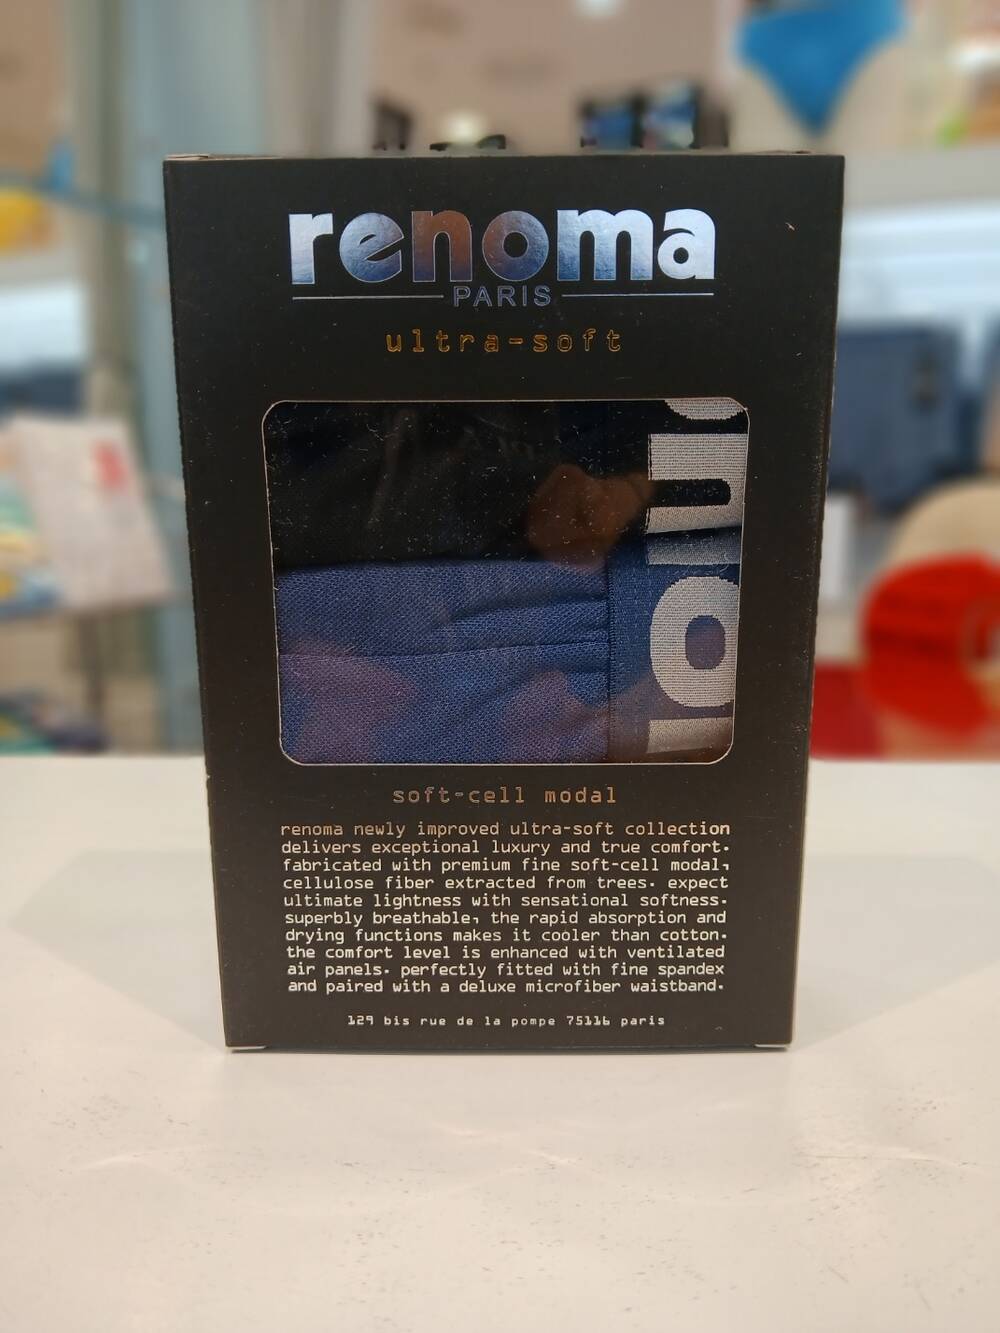 renoma
PARIS
ultra-soft
soft-cell modal
renoma newly improved ultra-soft collection
delivers exceptional luxury and true comfort.
fabricated with premium fine soft-cell modal,
cellulose fiber extracted from trees. expect
ultimate lightness with sensational softness.
superbly breathable, the rapid absorption and
drying functions makes it cooler than cotton.
the comfort level is enhanced with ventilated
air panels. perfectly fitted with fine spandex
and paired with a deluxe microfiber waistband.
129 bis rue de la pompe 75116 paris